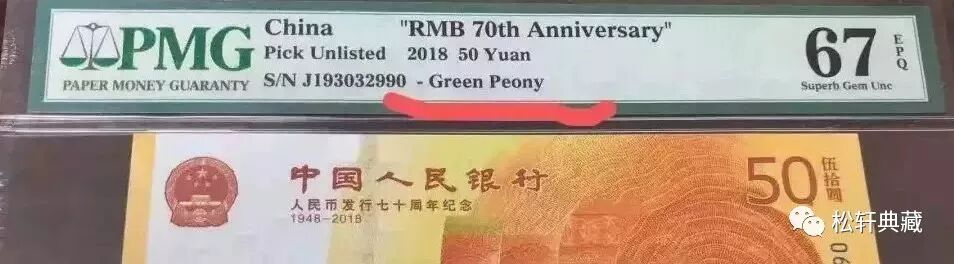 PMG
PAPER MONEY GUARANTY
China "RMB 70th Anniversary"
Pick Unlisted 2018 50 Yuan
S/N J193032990 - Green Peony
67
EPQ
Superb Gem Unc
中国人民银行
人民币发行七十周年纪念
1948-2018
50
伍拾圆
松轩典藏